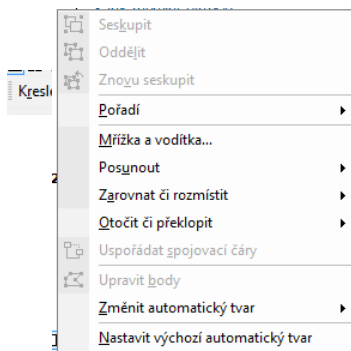 Seskupit
Oddělit
Znovu seskupit
Kresle
Pořadí
Mřížka a vodítka...
Posunout
Zarovnat či rozmístit
Otočit či překlopit
Uspořádat spojovací čáry
Upravit body
Změnit automatický tvar
Nastavit výchozí automatický tvar